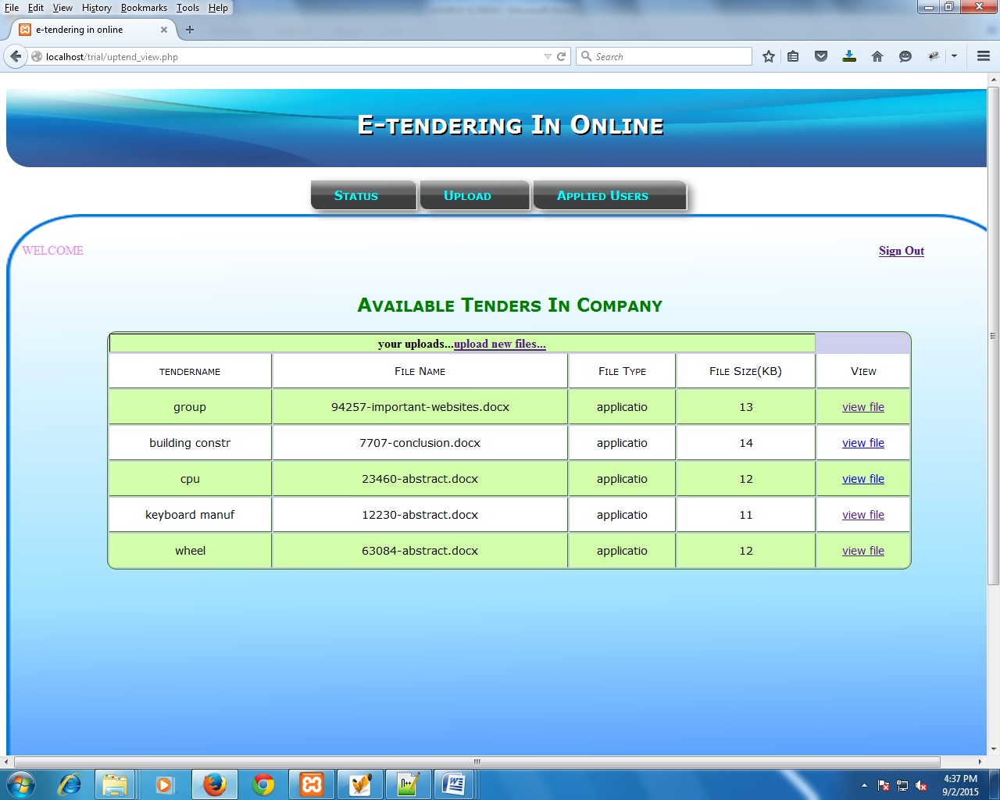 File Edit View History Bookmarks Tools Help
e-tendering in online
localhost/trial/uptend_view.php
Search
E-tendering In Online
Status Upload Applied Users
WELCOME Sign Out
Available Tenders In Company
your uploads...upload new files...
tendername File Name File Type File Size(KB) View
group 94257-important-websites.docx applicatio 13 view file
building constr 7707-conclusion.docx applicatio 14 view file
cpu 23460-abstract.docx applicatio 12 view file
keyboard manuf 12230-abstract.docx applicatio 11 view file
wheel 63084-abstract.docx applicatio 12 view file
4:37 PM
9/2/2015